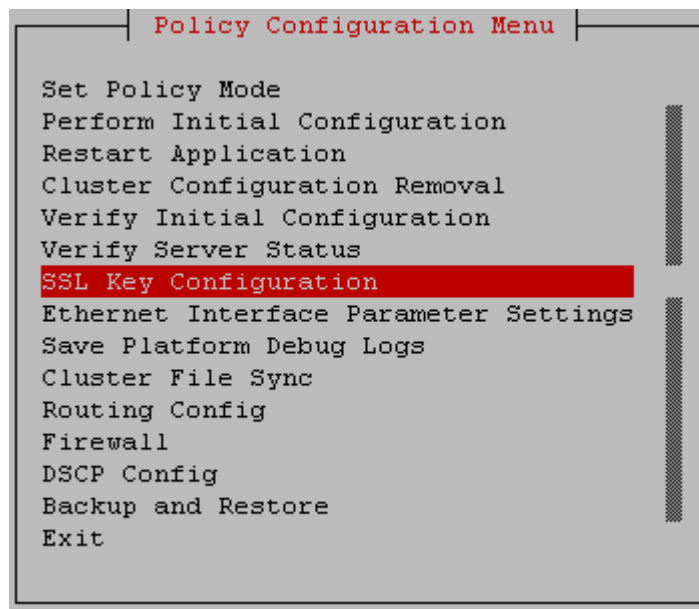 Policy Configuration Menu
Set Policy Mode
Perform Initial Configuration
Restart Application
Cluster Configuration Removal
Verify Initial Configuration
Verify Server Status
SSL Key Configuration
Ethernet Interface Parameter Settings
Save Platform Debug Logs
Cluster File Sync
Routing Config
Firewall
DSCP Config
Backup and Restore
Exit